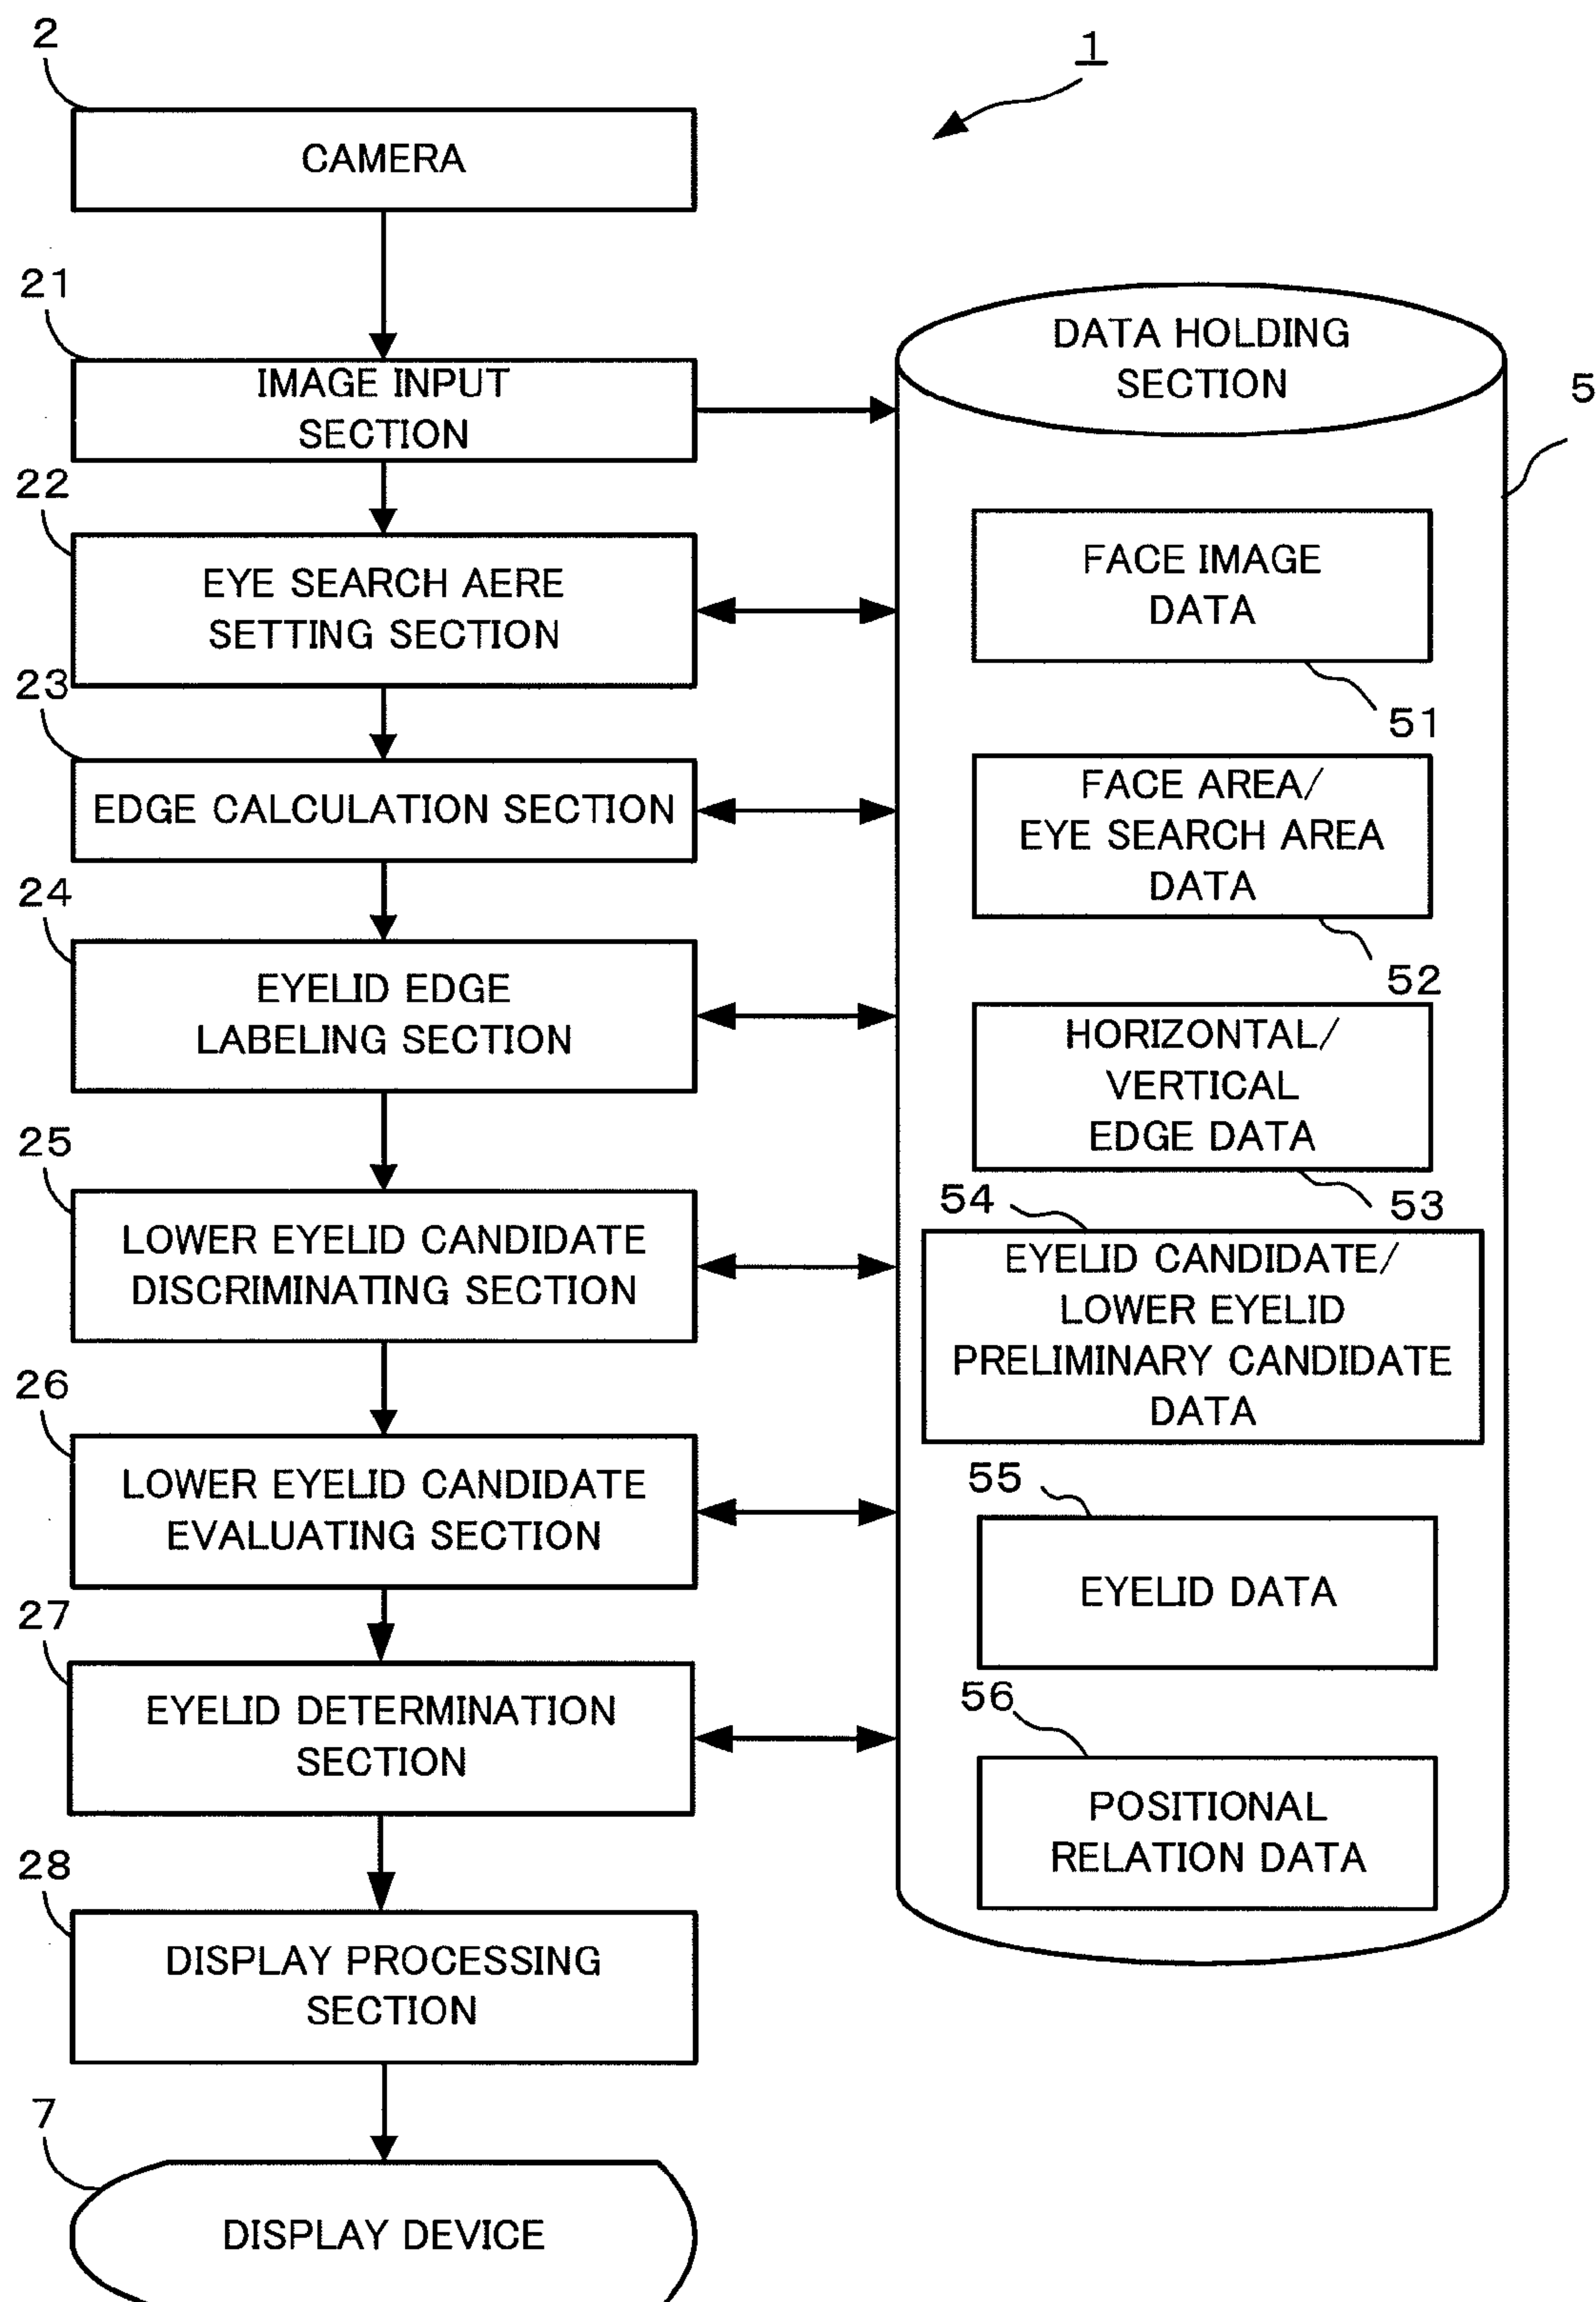 2
1
CAMERA
21
IMAGE INPUT
SECTION
DATA HOLDING
SECTION
5
22
EYE SEARCH AERE
SETTING SECTION
FACE IMAGE
DATA
51
23
EDGE CALCULATION SECTION
FACE AREA/
EYE SEARCH AREA
DATA
52
24
EYELID EDGE
LABELING SECTION
HORIZONTAL/
VERTICAL
EDGE DATA
53
25
LOWER EYELID CANDIDATE
DISCRIMINATING SECTION
54
EYELID CANDIDATE/
LOWER EYELID
PRELIMINARY CANDIDATE
DATA
26
LOWER EYELID CANDIDATE
EVALUATING SECTION
55
EYELID DATA
27
EYELID DETERMINATION
SECTION
56
POSITIONAL
RELATION DATA
28
DISPLAY PROCESSING
SECTION
7
DISPLAY DEVICE